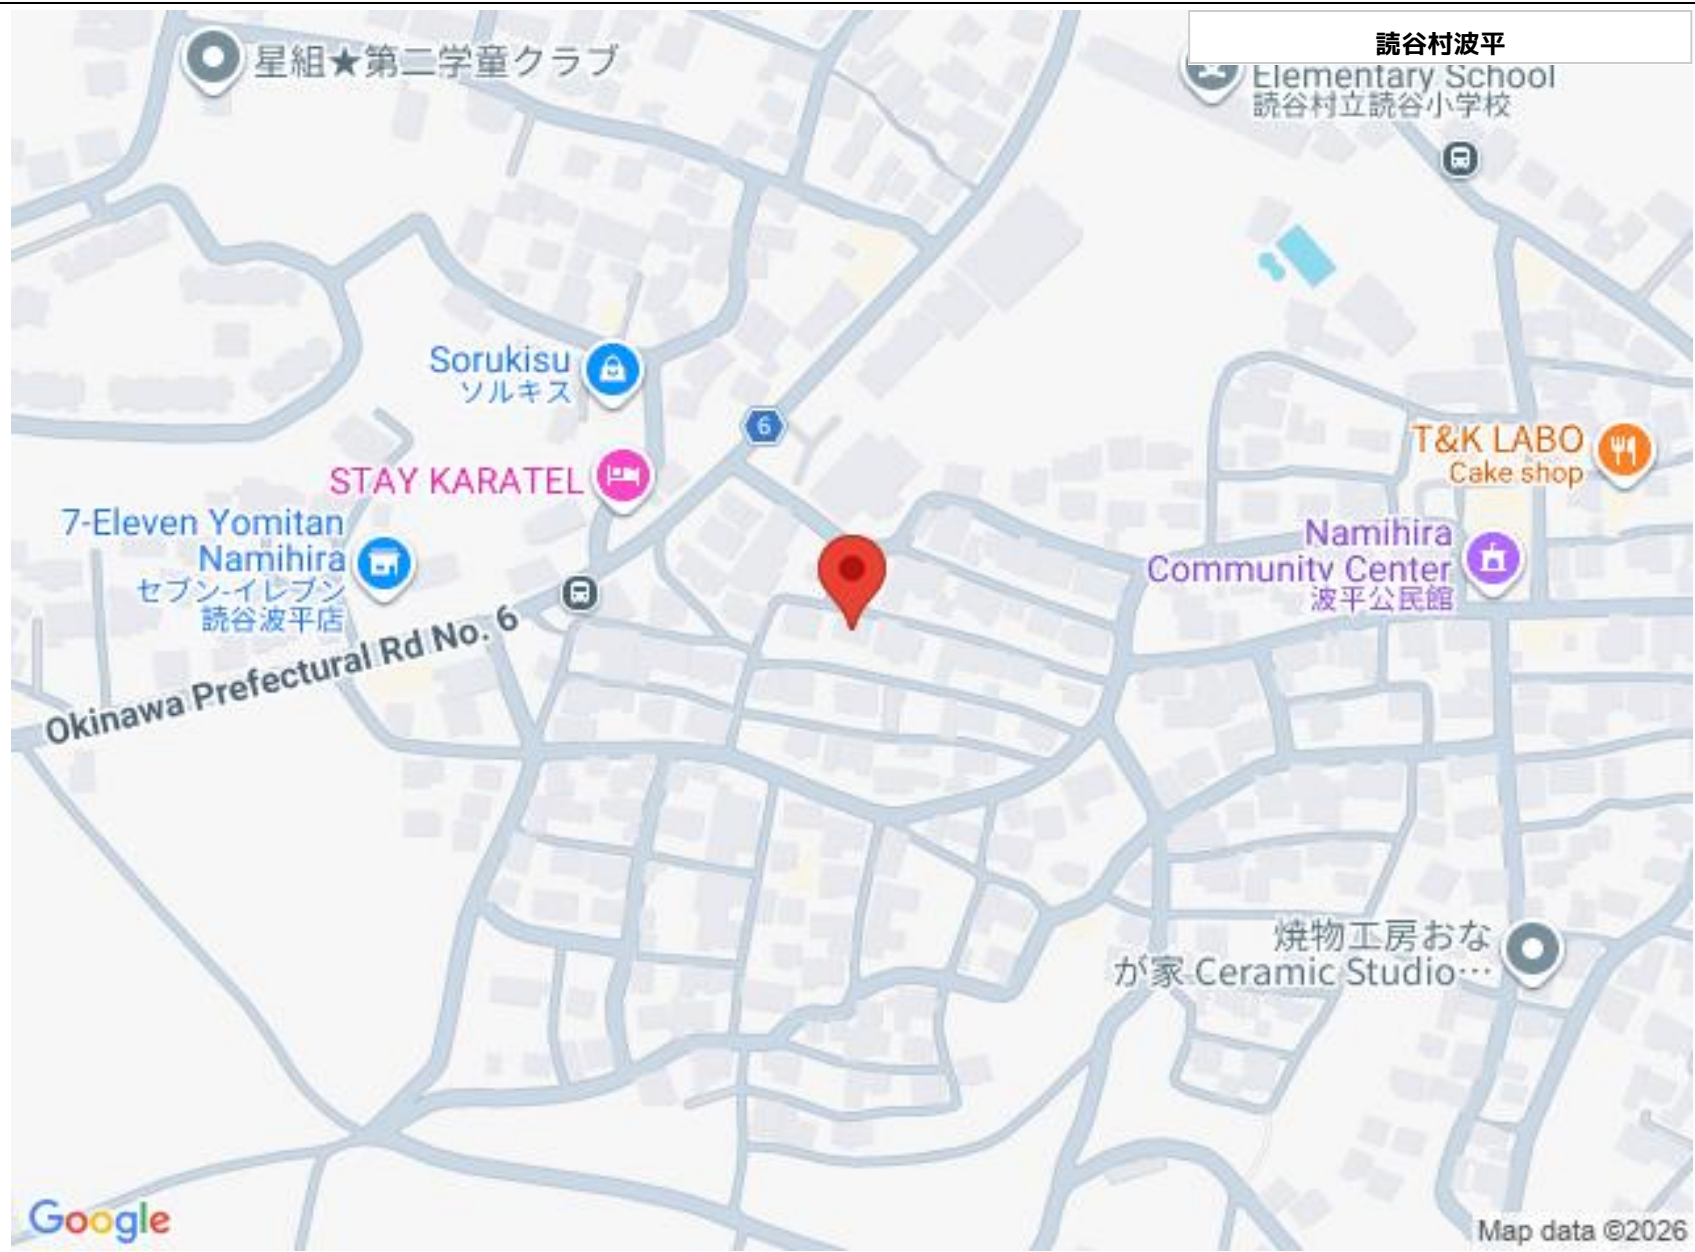 読谷村波平
星組★第二学童クラブ
Elementary School
読谷村立読谷小学校
Sorukisu
ソルキス
6
T&K LABO
Cake shop
STAY KARATEL
7-Eleven Yomitan
Namihira
セブン-イレブン
読谷波平店
Namihira
Community Center
波平公民館
Okinawa Prefectural Rd No. 6
焼物工房おな
が家 Ceramic Studio…
Google
Map data ©2026